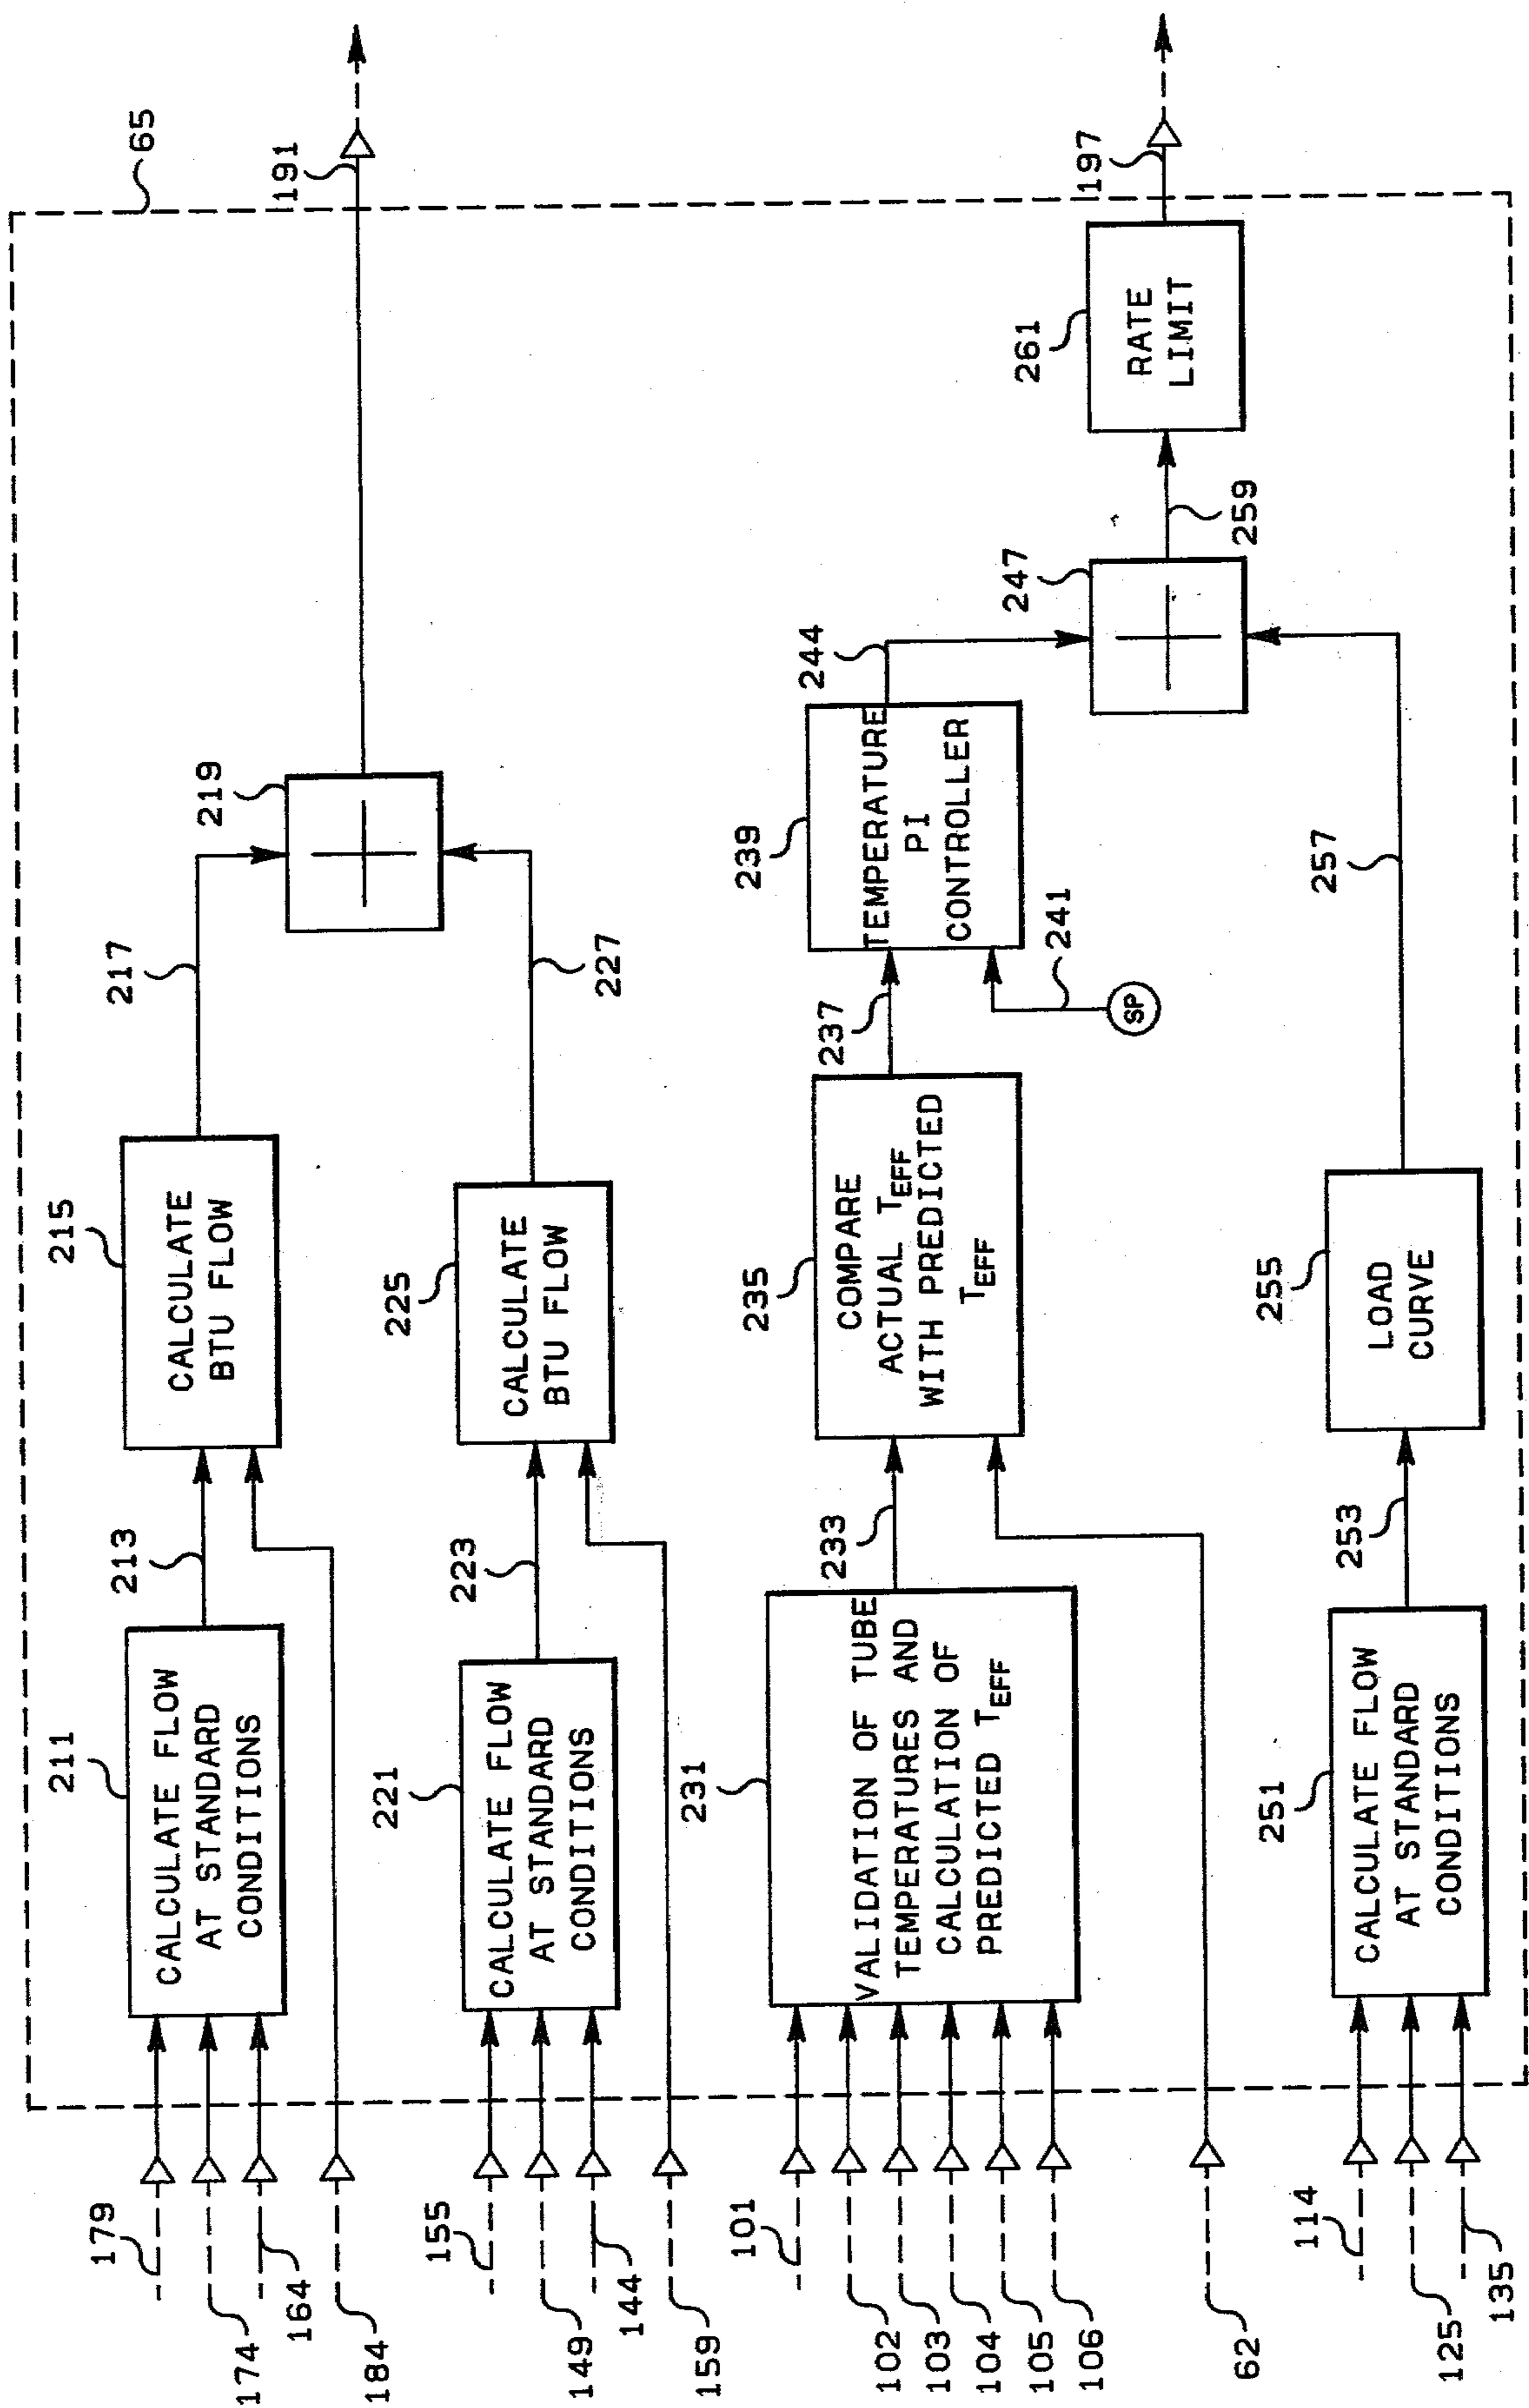 65
179
174
164
184
211
CALCULATE FLOW
AT STANDARD
CONDITIONS
213
215
CALCULATE
BTU FLOW
217
219
191
155
149
144
159
221
CALCULATE FLOW
AT STANDARD
CONDITIONS
223
225
CALCULATE
BTU FLOW
227
101
102
103
104
105
106
62
231
VALIDATION OF TUBE
TEMPERATURES AND
CALCULATION OF
PREDICTED TEFF
233
235
COMPARE
ACTUAL TEFF
WITH PREDICTED
TEFF
237
239
TEMPERATURE
PI
CONTROLLER
241
SP
244
247
259
261
RATE
LIMIT
197
114
125
135
251
CALCULATE FLOW
AT STANDARD
CONDITIONS
253
255
LOAD
CURVE
257